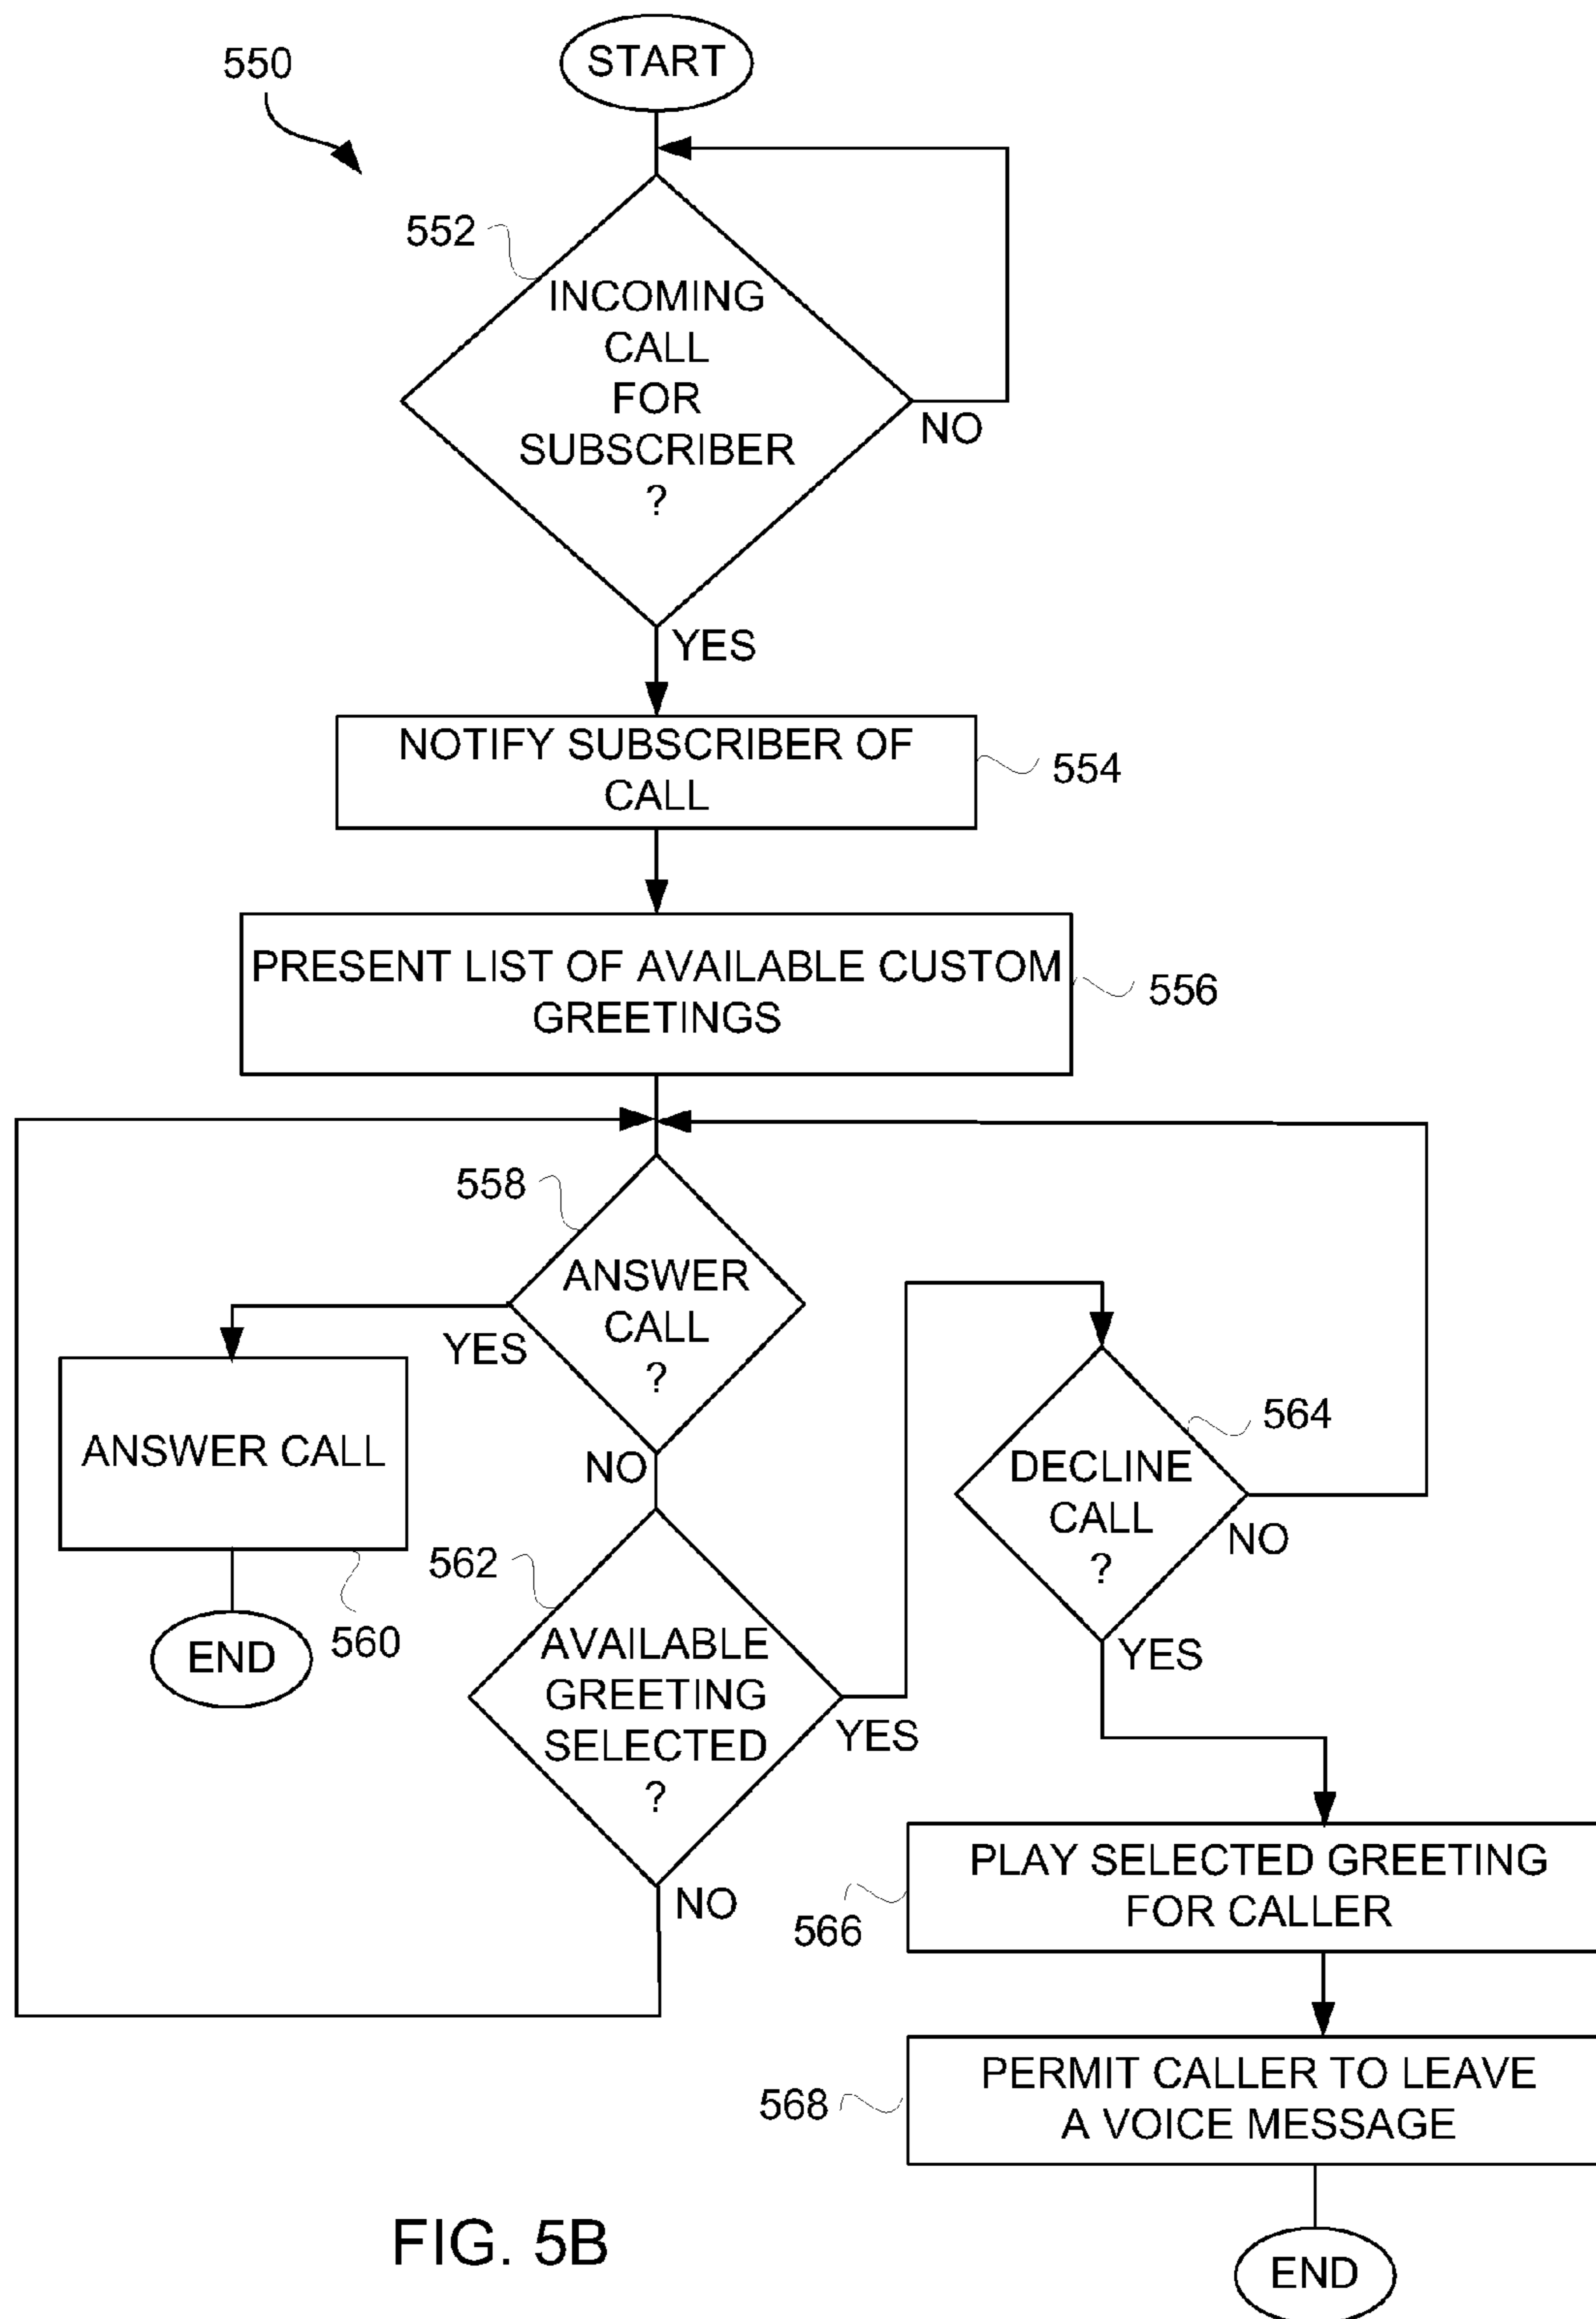 550
START
552
INCOMING
CALL
FOR
SUBSCRIBER
?
NO
YES
NOTIFY SUBSCRIBER OF
CALL
554
PRESENT LIST OF AVAILABLE CUSTOM
GREETINGS
556
558
ANSWER
CALL
?
YES
NO
ANSWER CALL
560
END
562
AVAILABLE
GREETING
SELECTED
?
YES
NO
564
DECLINE
CALL
?
NO
YES
PLAY SELECTED GREETING
FOR CALLER
566
PERMIT CALLER TO LEAVE
A VOICE MESSAGE
568
END
FIG. 5B